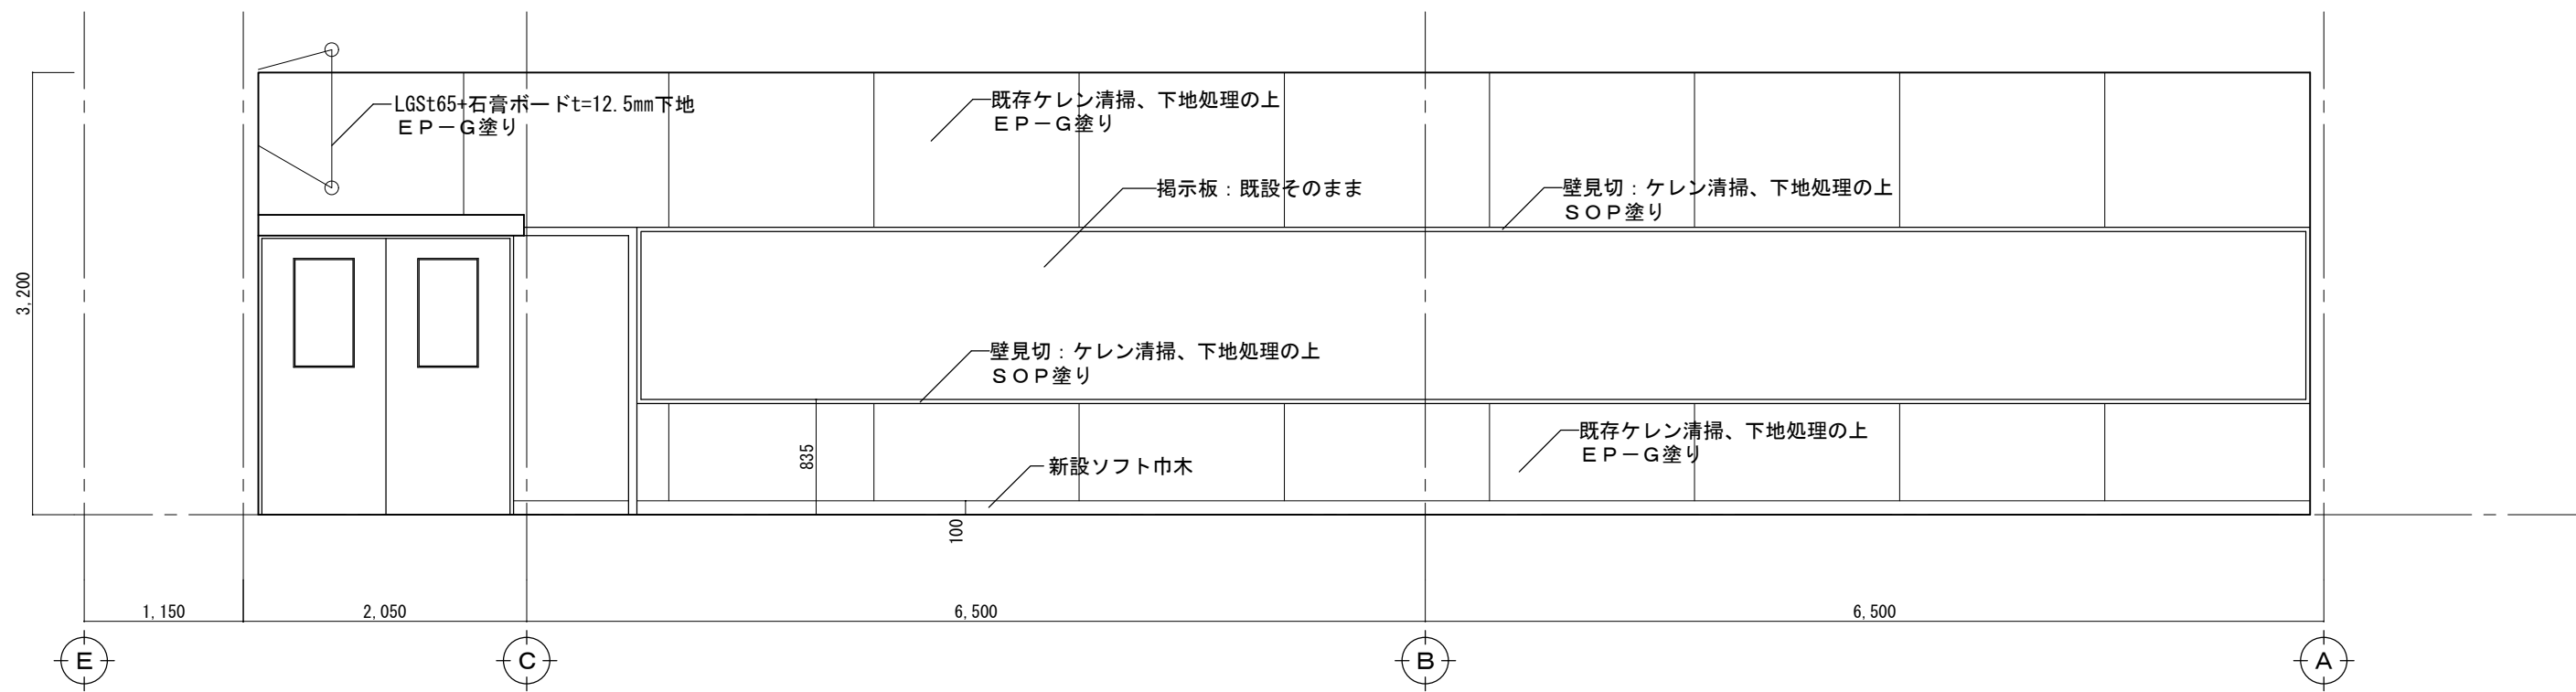 LGSt65+石膏ボードt=12.5mm下地
ＥＰ－Ｇ塗り
既存ケレン清掃、下地処理の上
ＥＰ－Ｇ塗り
掲示板：既設そのまま
壁見切：ケレン清掃、下地処理の上
ＳＯＰ塗り
3,200
壁見切：ケレン清掃、下地処理の上
ＳＯＰ塗り
既存ケレン清掃、下地処理の上
ＥＰ－Ｇ塗り
835
新設ソフト巾木
100
1,150
2,050
6,500
6,500
E
C
B
A